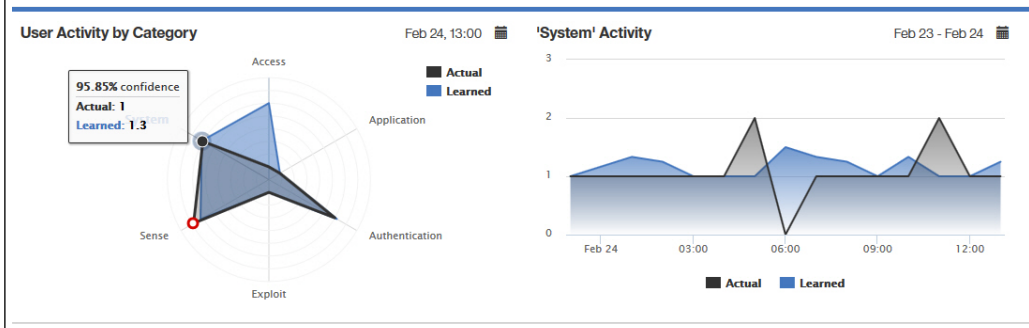 User Activity by Category
Feb 24, 13:00
Access
Actual
Learned
95.85% confidence
Actual: 1
Learned: 1.3
System
Application
Sense
Authentication
Exploit
'System' Activity
Feb 23 - Feb 24
3
2
1
0
Feb 24
03:00
06:00
09:00
12:00
Actual
Learned